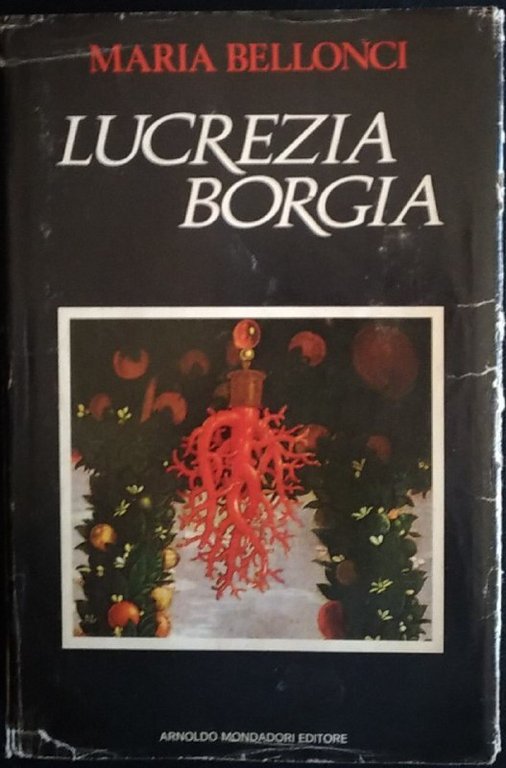 MARIA BELLONCI
LUCREZIA
BORGIA
ARNOLDO MONDADORI EDITORE